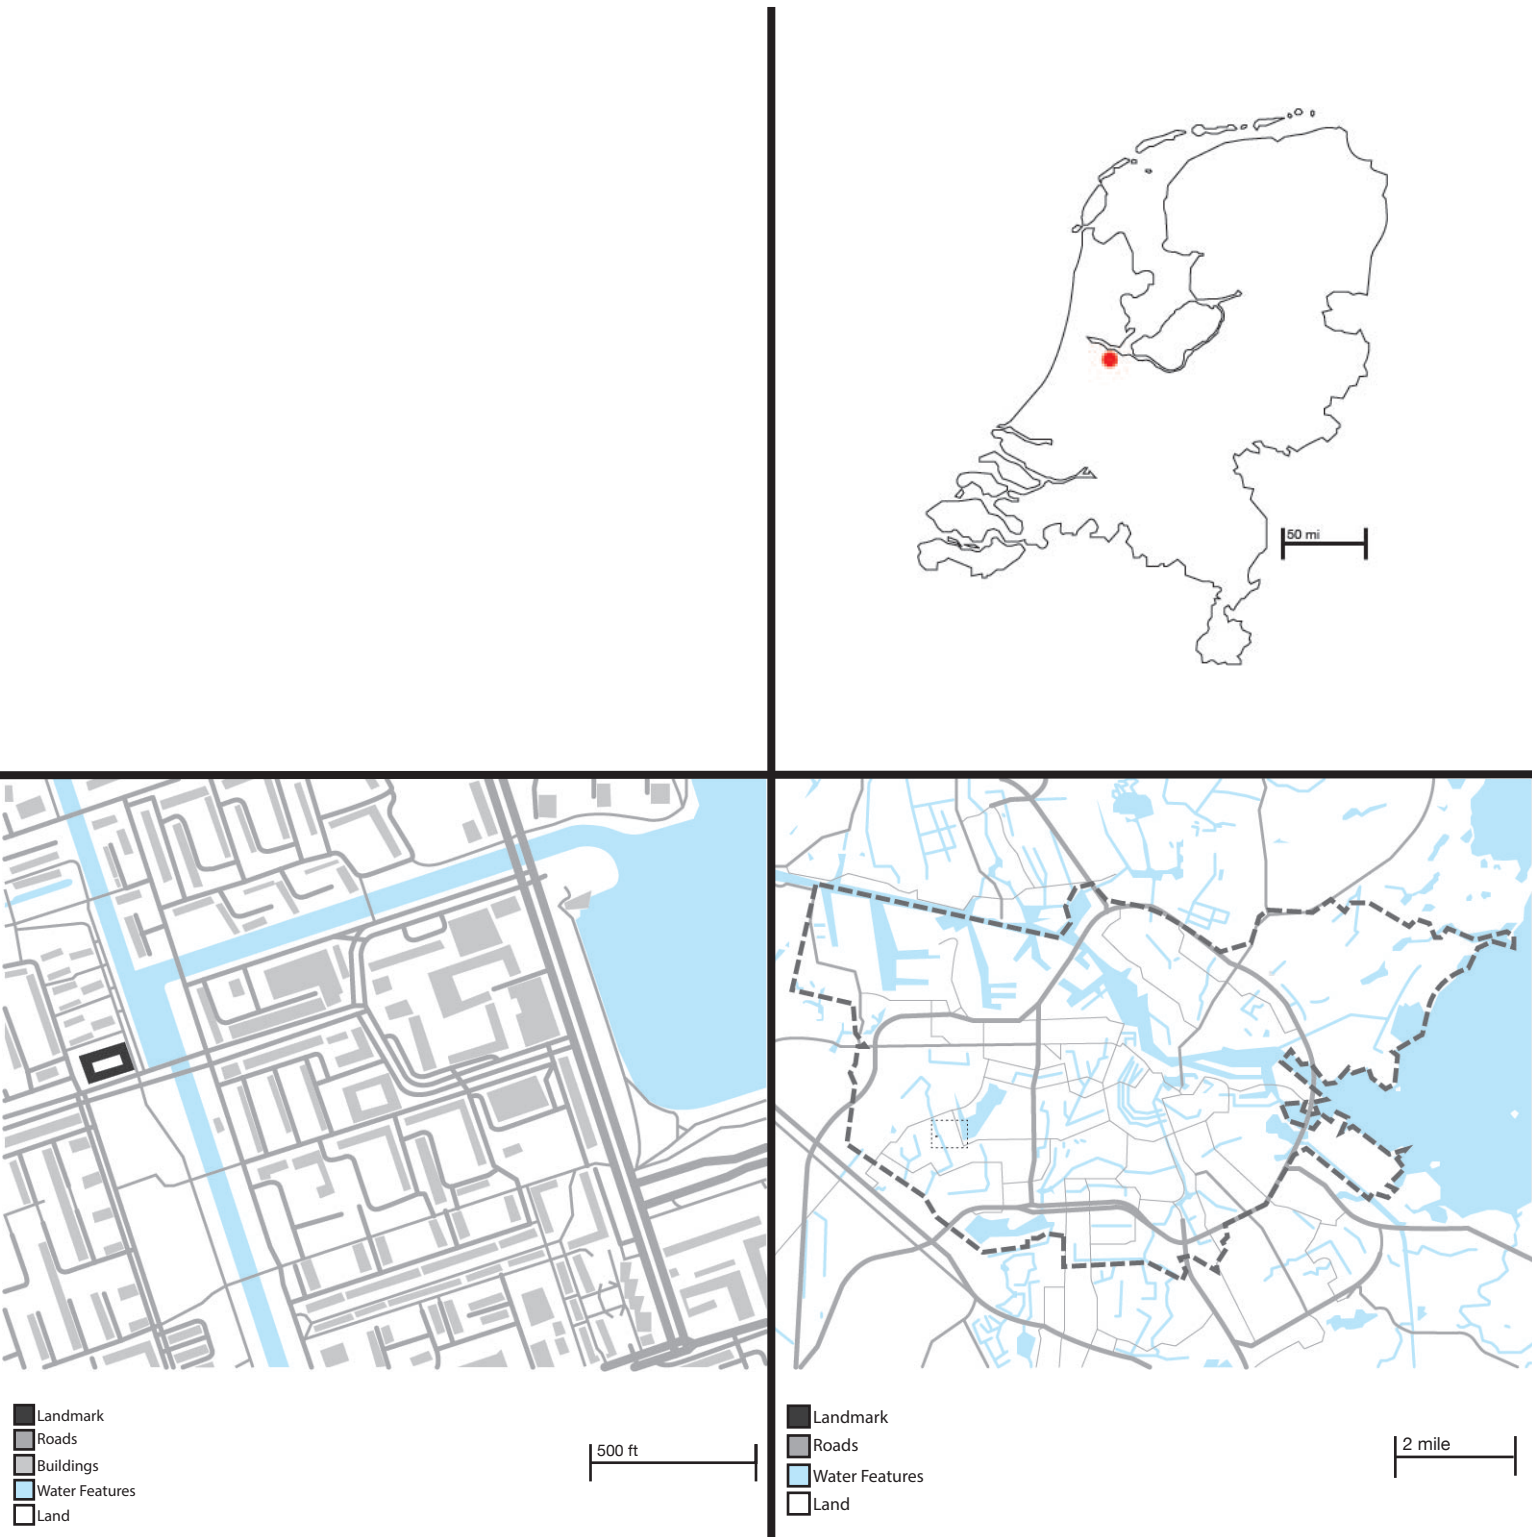 50 mi
Landmark
Roads
Buildings
Water Features
Land
500 ft
Landmark
Roads
Water Features
Land
2 mile